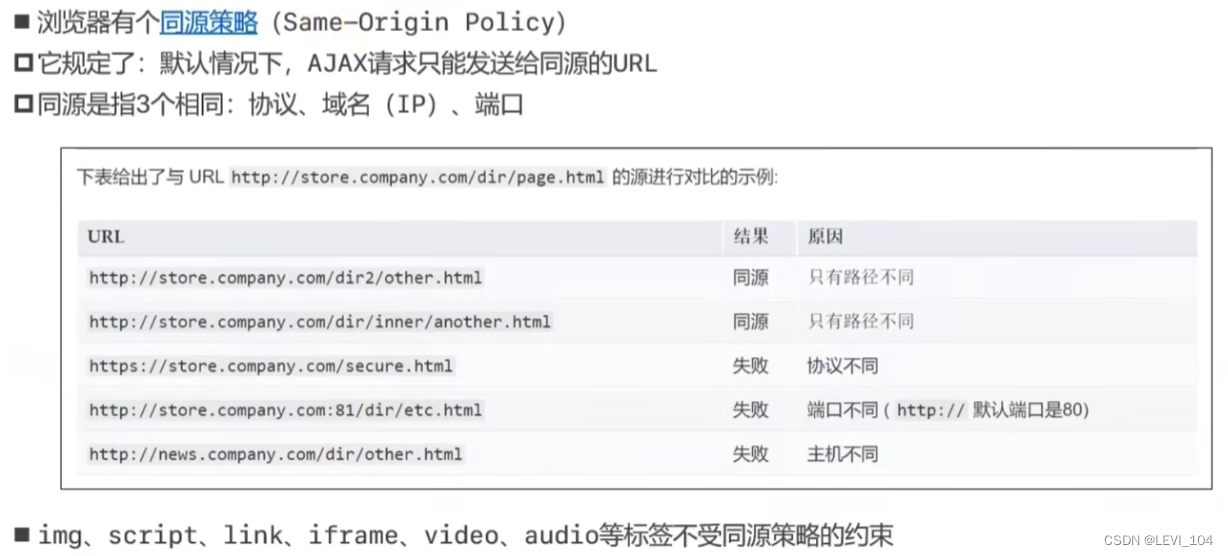 ■ 浏览器有个同源策略（Same-Origin Policy）
□ 它规定了：默认情况下，AJAX请求只能发送给同源的URL
□ 同源是指3个相同：协议、域名（IP）、端口
下表给出了与 URL http://store.company.com/dir/page.html 的源进行对比的示例:
URL 结果 原因
http://store.company.com/dir2/other.html 同源 只有路径不同
http://store.company.com/dir/inner/another.html 同源 只有路径不同
https://store.company.com/secure.html 失败 协议不同
http://store.company.com:81/dir/etc.html 失败 端口不同 ( http:// 默认端口是80)
http://news.company.com/dir/other.html 失败 主机不同
■ img、script、link、iframe、video、audio等标签不受同源策略的约束
CSDN @LEVI_104